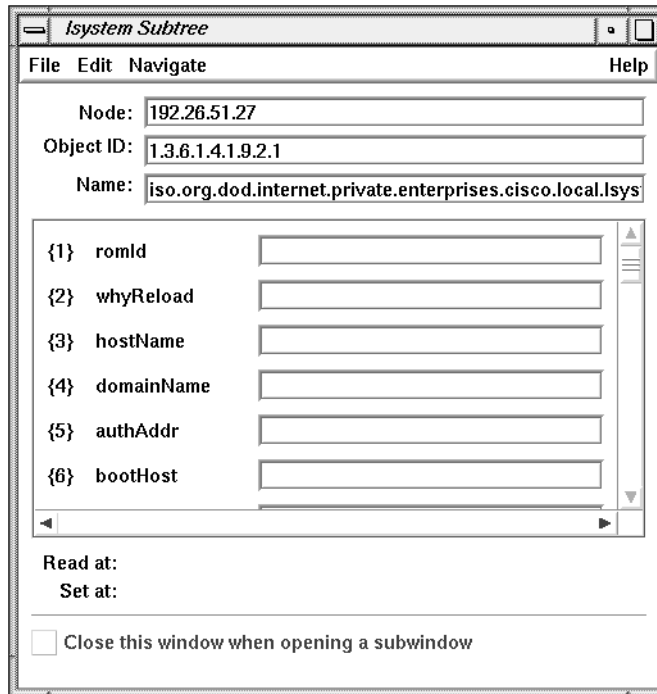 lsystem Subtree
File Edit Navigate Help
Node: 192.26.51.27
Object ID: 1.3.6.1.4.1.9.2.1
Name: iso.org.dod.internet.private.enterprises.cisco.local.lsys
{1} romId
{2} whyReload
{3} hostName
{4} domainName
{5} authAddr
{6} bootHost
Read at:
Set at:
Close this window when opening a subwindow